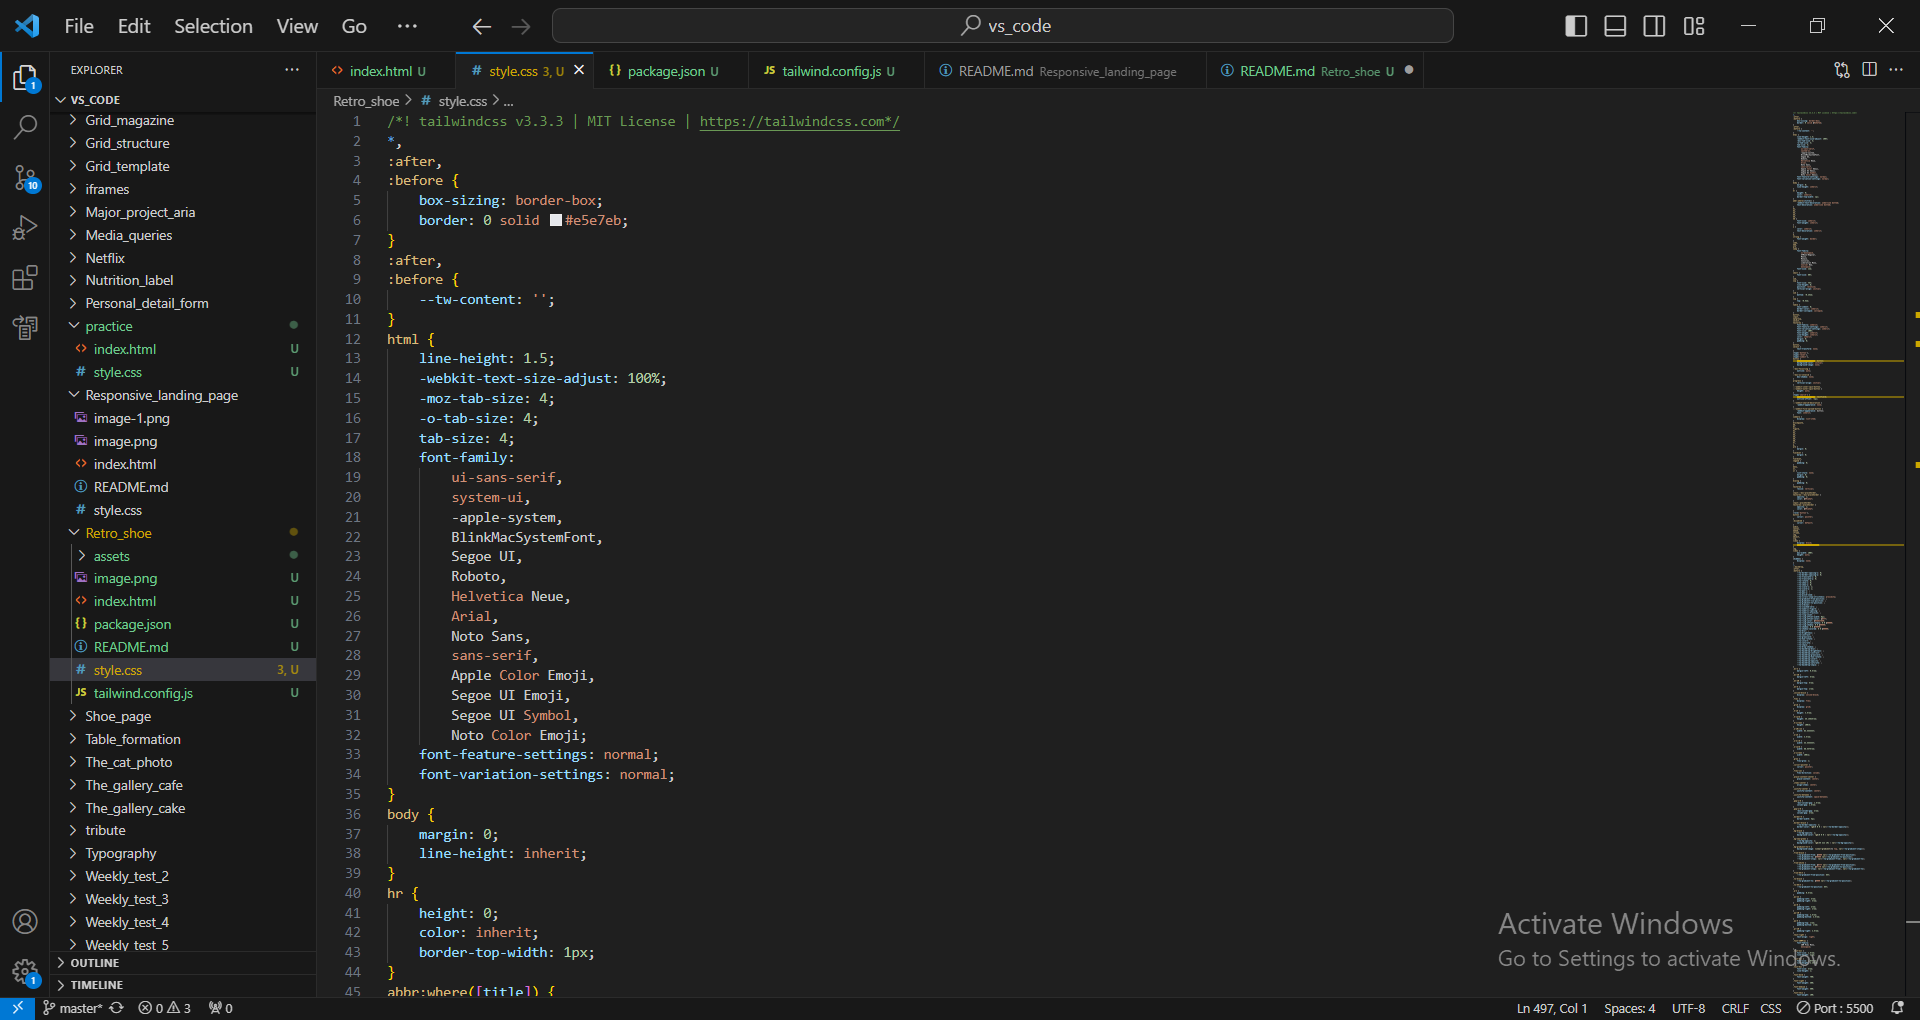 File Edit Selection View Go ···
vs_code
EXPLORER ···
VS_CODE
Grid_magazine
Grid_structure
Grid_template
iframes
Major_project_aria
Media_queries
Netflix
Nutrition_label
Personal_detail_form
practice
index.html U
style.css U
Responsive_landing_page
image-1.png
image.png
index.html
README.md
style.css
Retro_shoe
assets
image.png U
index.html U
package.json U
README.md U
style.css 3, U
tailwind.config.js U
Shoe_page
Table_formation
The_cat_photo
The_gallery_cafe
The_gallery_cake
tribute
Typography
Weekly_test_2
Weekly_test_3
Weekly_test_4
Weekly_test_5
OUTLINE
TIMELINE
index.html U # style.css 3, U {} package.json U JS tailwind.config.js U README.md Responsive_landing_page README.md Retro_shoe U
Retro_shoe > # style.css > ...
1 /*! tailwindcss v3.3.3 | MIT License | https://tailwindcss.com*/
2 *,
3 :after,
4 :before {
5 box-sizing: border-box;
6 border: 0 solid #e5e7eb;
7 }
8 :after,
9 :before {
10 --tw-content: '';
11 }
12 html {
13 line-height: 1.5;
14 -webkit-text-size-adjust: 100%;
15 -moz-tab-size: 4;
16 -o-tab-size: 4;
17 tab-size: 4;
18 font-family:
19 ui-sans-serif,
20 system-ui,
21 -apple-system,
22 BlinkMacSystemFont,
23 Segoe UI,
24 Roboto,
25 Helvetica Neue,
26 Arial,
27 Noto Sans,
28 sans-serif,
29 Apple Color Emoji,
30 Segoe UI Emoji,
31 Segoe UI Symbol,
32 Noto Color Emoji;
33 font-feature-settings: normal;
34 font-variation-settings: normal;
35 }
36 body {
37 margin: 0;
38 line-height: inherit;
39 }
40 hr {
41 height: 0;
42 color: inherit;
43 border-top-width: 1px;
44 }
45 abbr:where([title]) {
Activate Windows
Go to Settings to activate Windows.
1
10
1
master* 0 3 0 Ln 497, Col 1 Spaces: 4 UTF-8 CRLF CSS Port : 5500